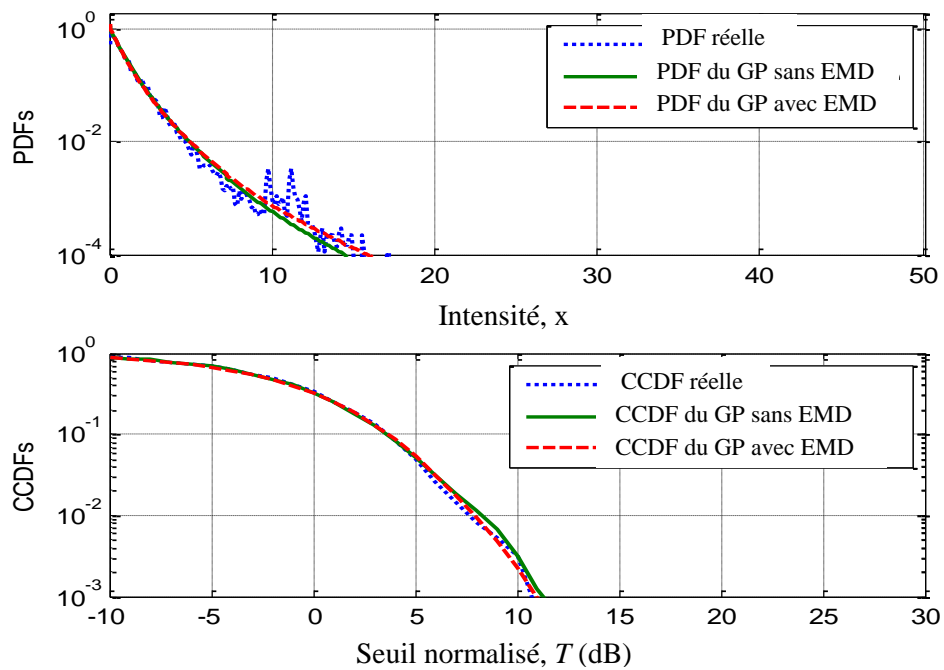 10^0
10^-2
10^-4
PDFs
PDF réelle
PDF du GP sans EMD
PDF du GP avec EMD
0 10 20 30 40 50
Intensité, x
10^0
10^-1
10^-2
10^-3
CCDFs
CCDF réelle
CCDF du GP sans EMD
CCDF du GP avec EMD
-10 -5 0 5 10 15 20 25 30
Seuil normalisé, T (dB)